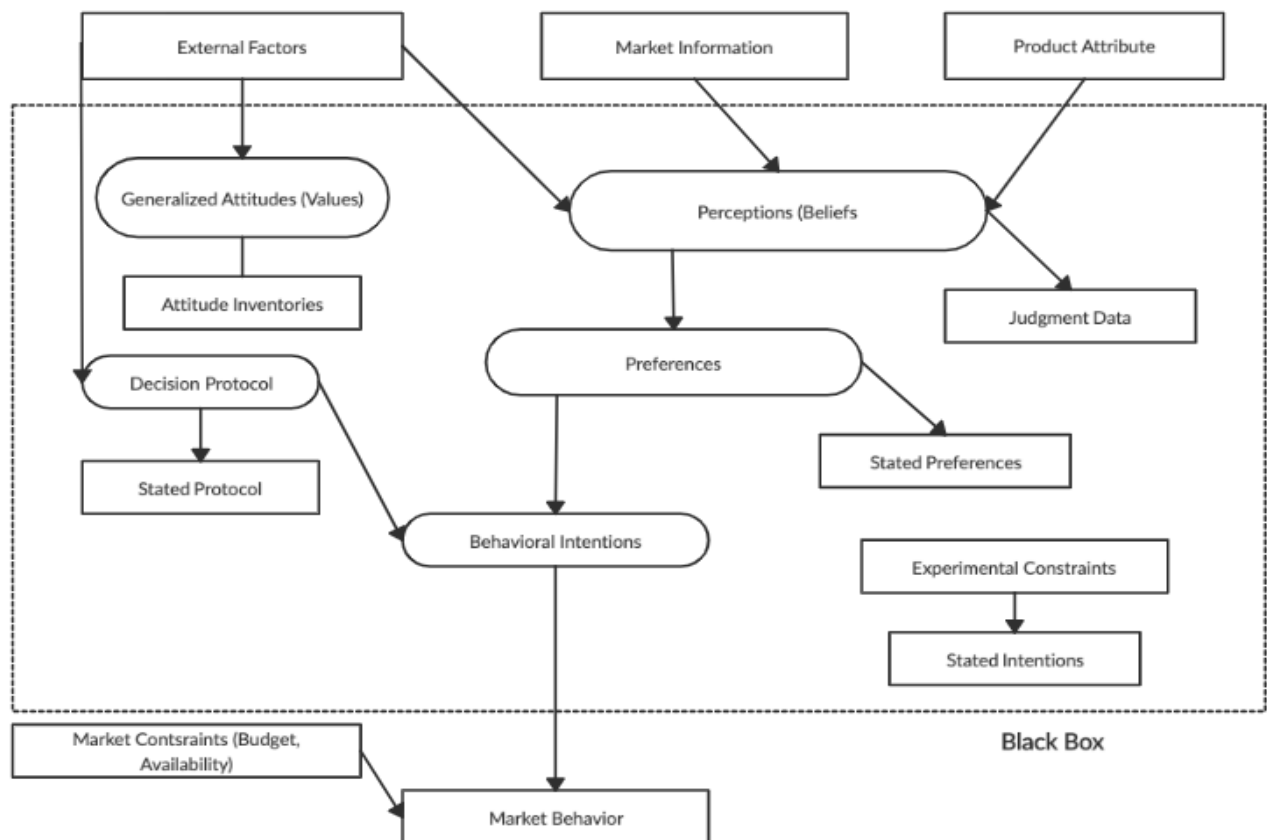 External Factors
Market Information
Product Attribute
Generalized Attitudes (Values)
Perceptions (Beliefs
Attitude Inventories
Judgment Data
Preferences
Decision Protocol
Stated Preferences
Stated Protocol
Behavioral Intentions
Experimental Constraints
Stated Intentions
Market Contsraints (Budget,
Availability)
Black Box
Market Behavior